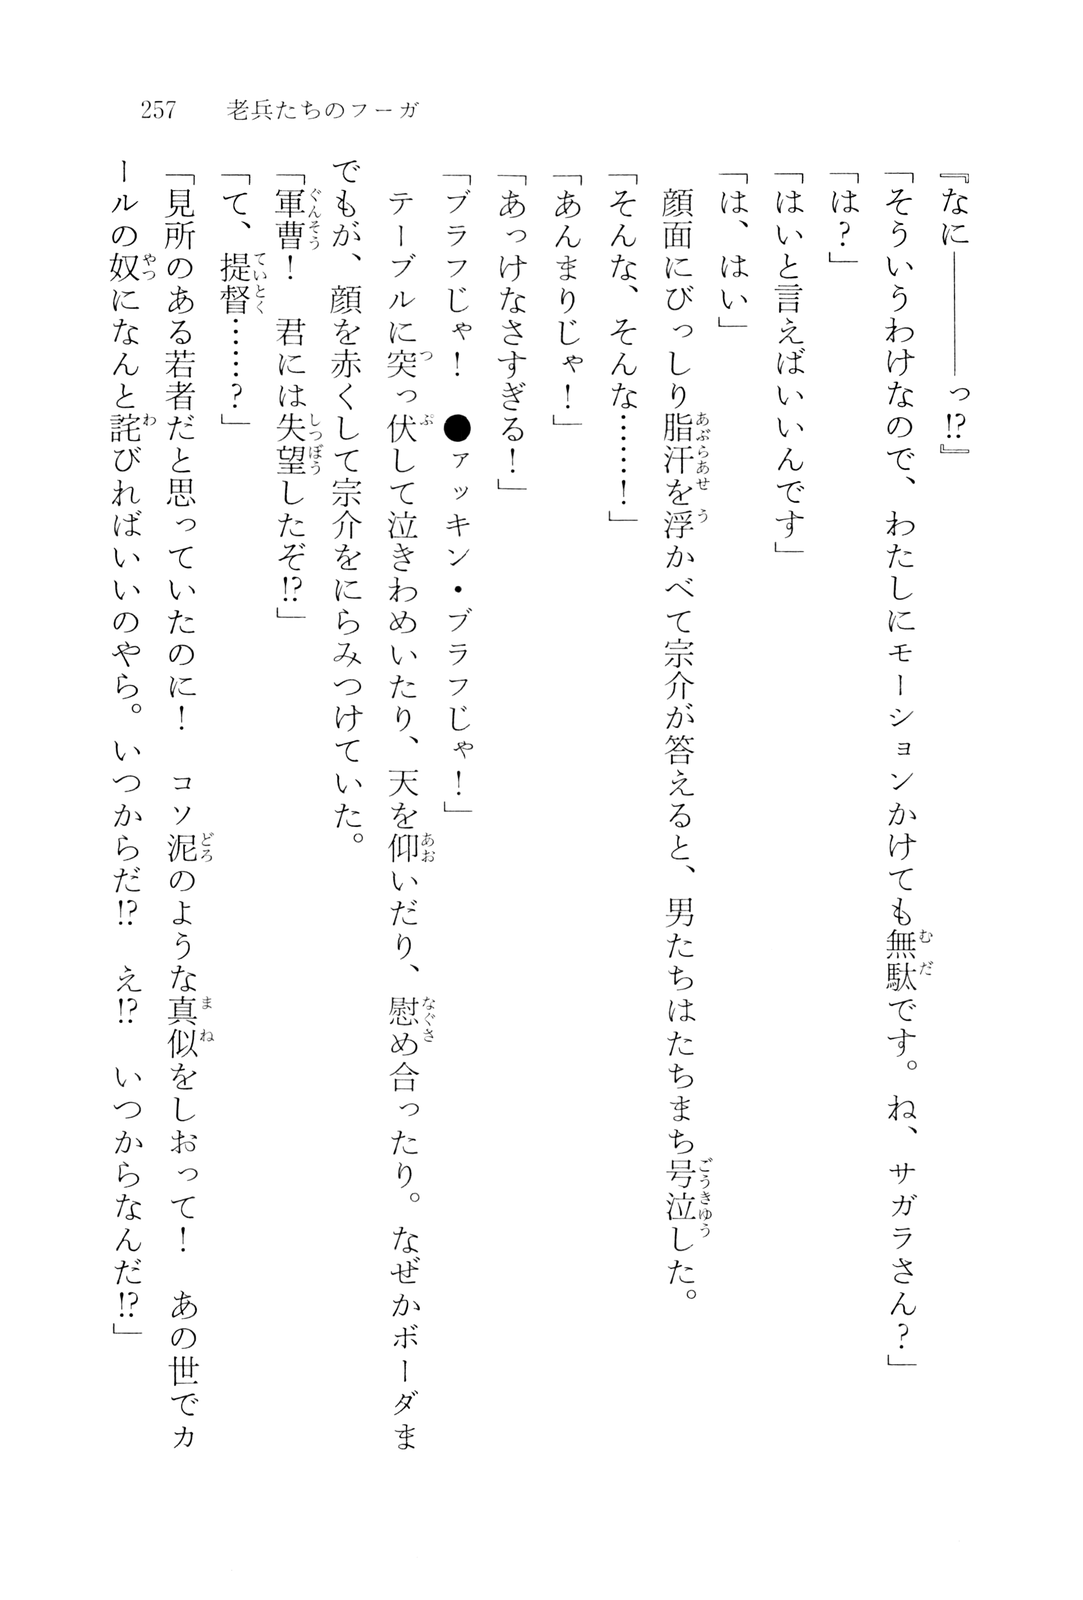 257　老兵たちのフーガ
『なに――――っ!?』
「そういうわけなので、わたしにモーションかけても無駄です。ね、サガラさん？」
「は？」
「はいと言えばいいんです」
「は、はい」
　顔面にびっしり脂汗を浮かべて宗介が答えると、男たちはたちまち号泣した。
「そんな、そんな……！」
「あんまりじゃ！」
「あっけなさすぎる！」
「ブラフじゃ！　●ァッキン・ブラフじゃ！」
　テーブルに突っ伏して泣きわめいたり、天を仰いだり、慰め合ったり。なぜかボーダま
でもが、顔を赤くして宗介をにらみつけていた。
「軍曹！　君には失望したぞ!?」
「て、提督……？」
「見所のある若者だと思っていたのに！　コソ泥のような真似をしおって！　あの世でカ
ールの奴になんと詫びればいいのやら。いつからだ!?　え!?　いつからなんだ!?」